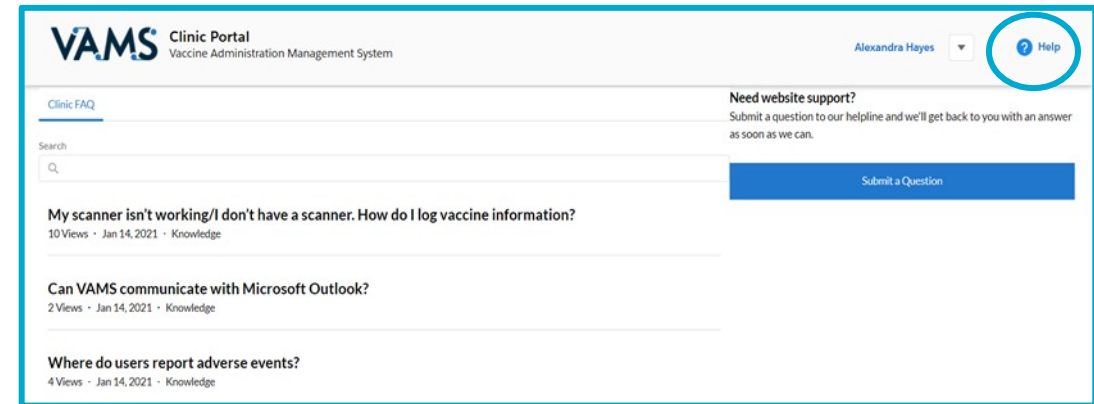 VAMS
Clinic Portal
Vaccine Administration Management System
Alexandra Hayes
Help
Clinic FAQ
Search
My scanner isn't working/I don't have a scanner. How do I log vaccine information?
10 Views · Jan 14, 2021 · Knowledge
Can VAMS communicate with Microsoft Outlook?
2 Views · Jan 14, 2021 · Knowledge
Where do users report adverse events?
4 Views · Jan 14, 2021 · Knowledge
Need website support?
Submit a question to our helpline and we'll get back to you with an answer
as soon as we can.
Submit a Question